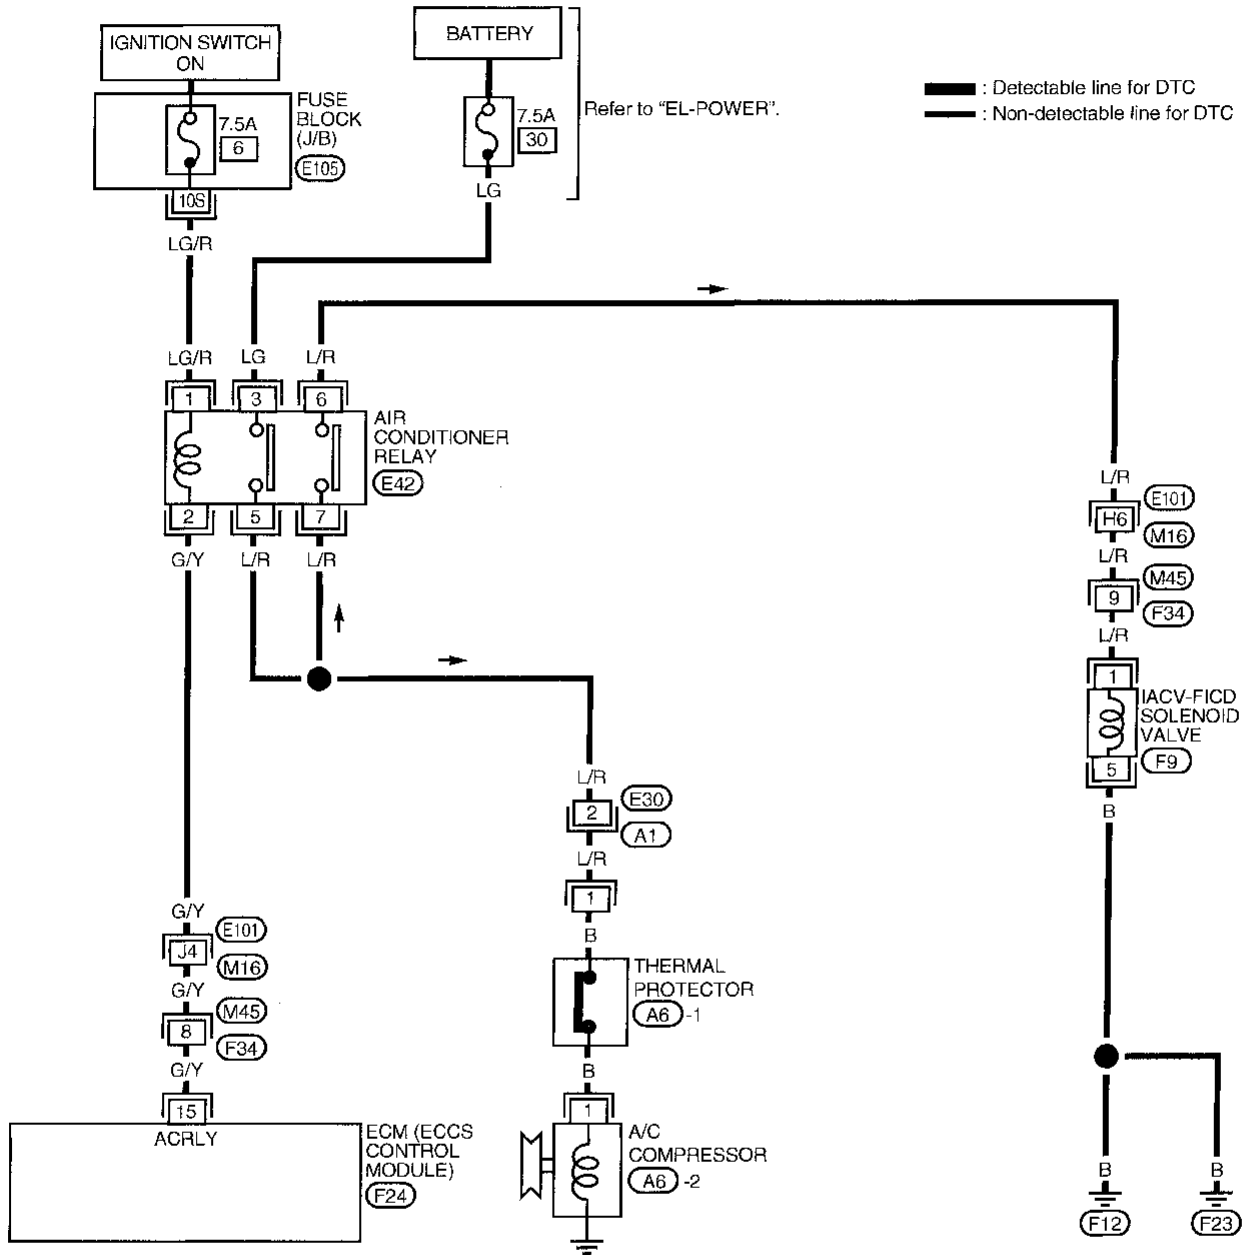 IGNITION SWITCH
ON
BATTERY
FUSE
BLOCK
(J/B)
E105
7.5A
6
10S
7.5A
30
Refer to "EL-POWER".
: Detectable line for DTC
: Non-detectable line for DTC
LG
LG/R
LG/R
LG
L/R
1
3
6
AIR
CONDITIONER
RELAY
E42
2
5
7
G/Y
L/R
L/R
L/R
H6
E101
M16
L/R
9
M45
F34
L/R
1
IACV-FICD
SOLENOID
VALVE
F9
5
B
L/R
2
E30
A1
L/R
1
B
THERMAL
PROTECTOR
A6 -1
B
1
A/C
COMPRESSOR
A6 -2
G/Y
J4
E101
M16
G/Y
8
M45
F34
G/Y
15
ACRLY
ECM (ECCS
CONTROL
MODULE)
F24
B
B
F12
F23